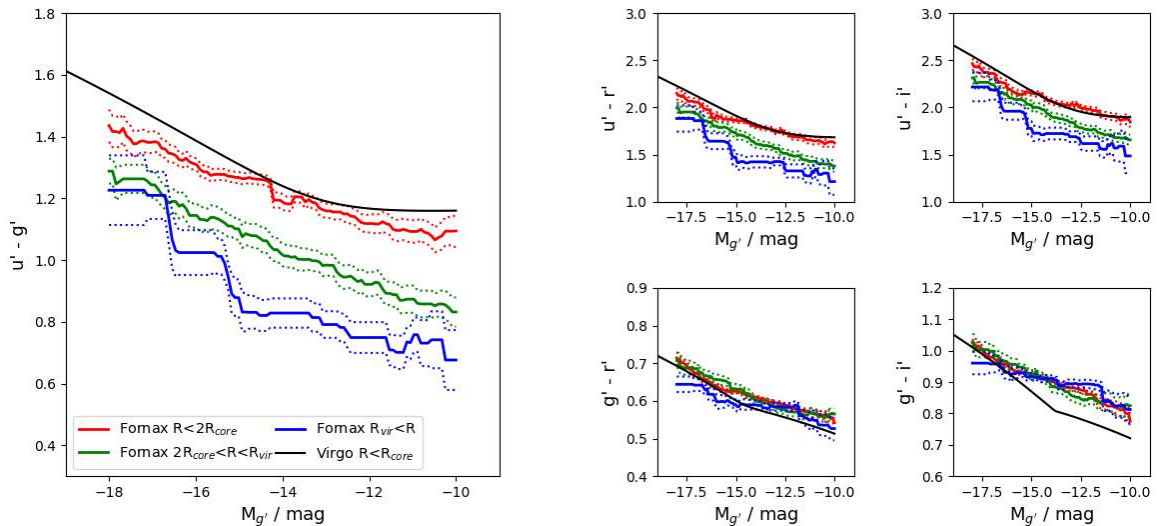 1.8
1.6
1.4
1.2
1.0
0.8
0.6
0.4
u' - g'
−18 −16 −14 −12 −10
M_g' / mag
Fornax R<2R_core
Fornax 2R_core<R<R_vir
Fornax R_vir<R
Virgo R<R_core
3.0
2.5
2.0
1.5
1.0
u' - r'
−17.5 −15.0 −12.5 −10.0
M_g' / mag
3.0
2.5
2.0
1.5
1.0
u' - i'
−17.5 −15.0 −12.5 −10.0
M_g' / mag
0.9
0.8
0.7
0.6
0.5
0.4
g' - r'
−17.5 −15.0 −12.5 −10.0
M_g' / mag
1.2
1.1
1.0
0.9
0.8
0.7
0.6
g' - i'
−17.5 −15.0 −12.5 −10.0
M_g' / mag